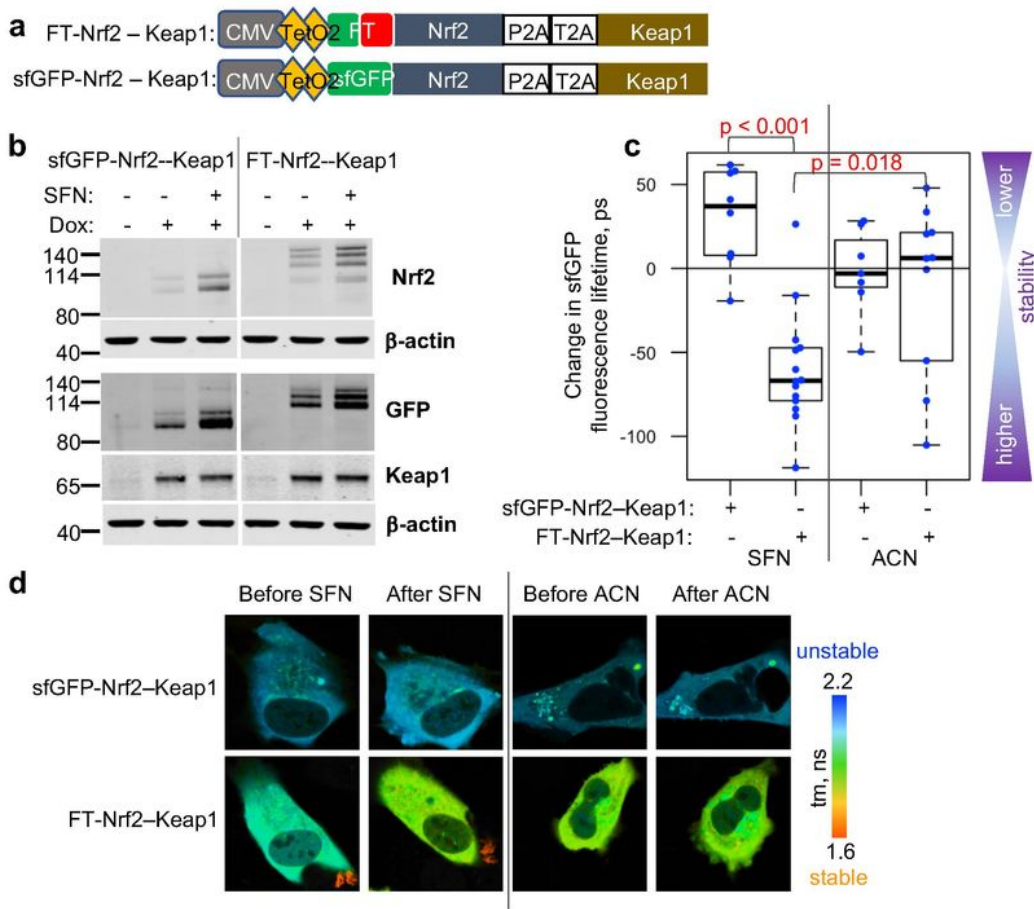 a
FT-Nrf2 – Keap1: CMV TetO2 FT Nrf2 P2A T2A Keap1
sfGFP-Nrf2 – Keap1: CMV TetO2 sfGFP Nrf2 P2A T2A Keap1
b
sfGFP-Nrf2--Keap1 FT-Nrf2--Keap1
SFN: - - + - - +
Dox: - + + - + +
140
114
80
Nrf2
40
β-actin
140
114
80
GFP
65
Keap1
40
β-actin
c
p < 0.001
p = 0.018
Change in sfGFP
fluorescence lifetime, ps
50
0
-50
-100
lower
stability
higher
sfGFP-Nrf2–Keap1: + - + -
FT-Nrf2–Keap1: - + - +
SFN ACN
d
Before SFN After SFN Before ACN After ACN
sfGFP-Nrf2–Keap1
FT-Nrf2–Keap1
unstable
2.2
tm, ns
1.6
stable